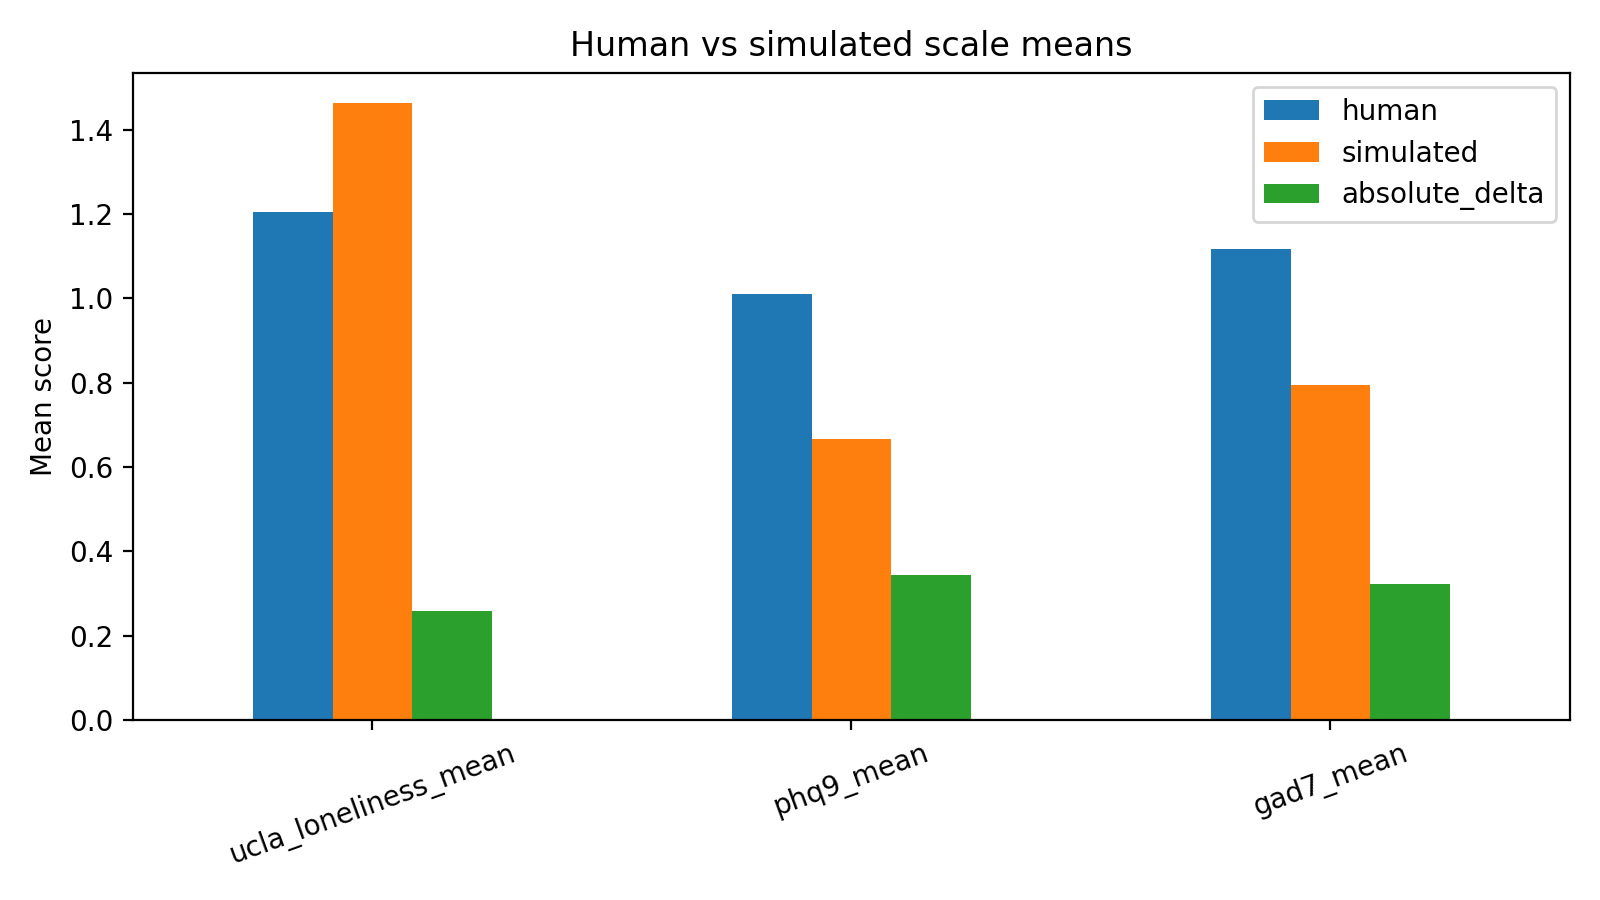 Human vs simulated scale means
human
simulated
absolute_delta
Mean score
1.4
1.2
1.0
0.8
0.6
0.4
0.2
0.0
ucla_loneliness_mean
phq9_mean
gad7_mean